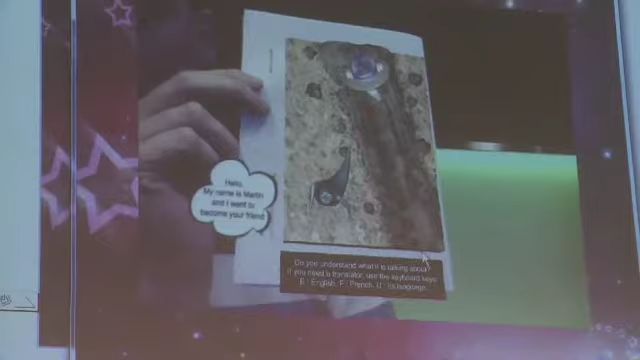 Hello,
My name is Martin
and I want to
become your friend
Do you understand what it is talking about?
If you need a translator, use the keyboard keys
E : English, F : French, U : Its language.